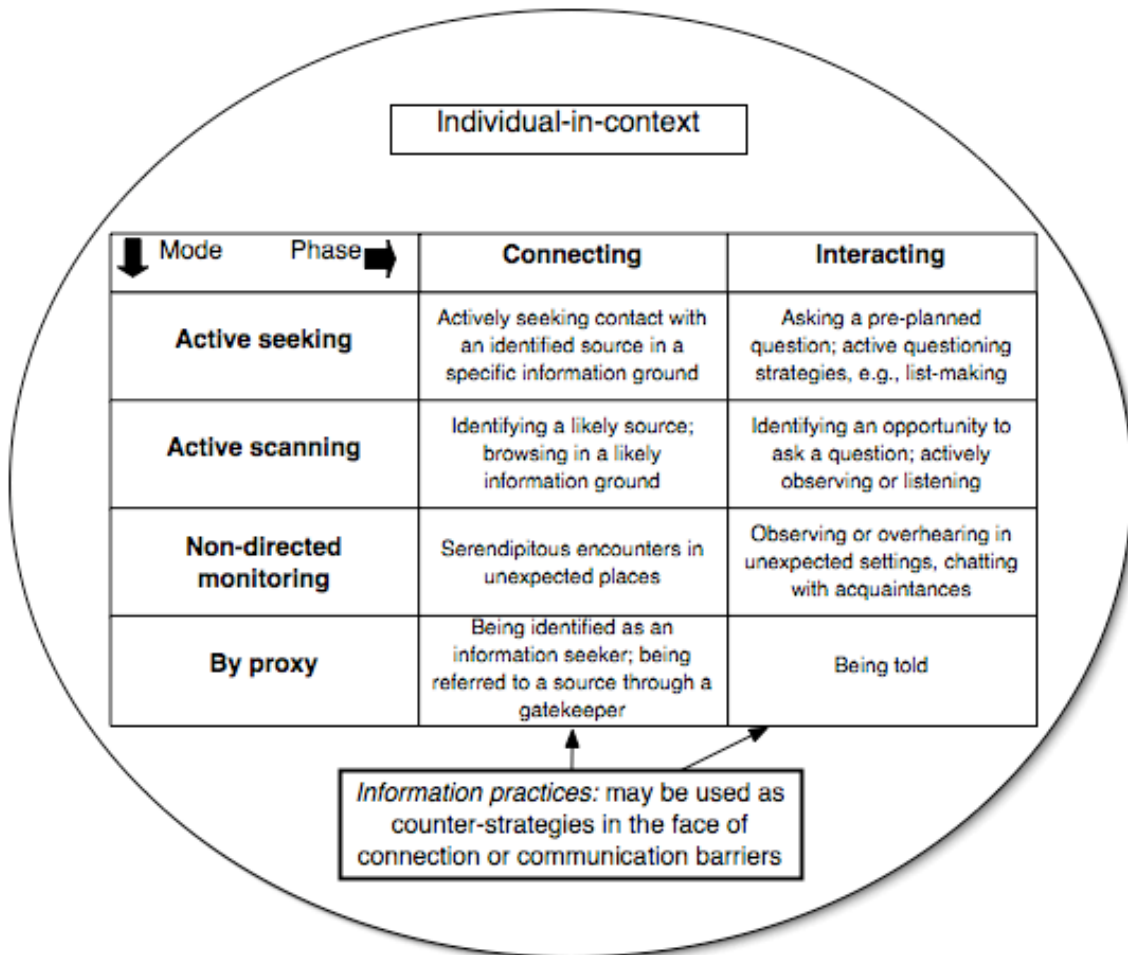 Individual-in-context
Mode Phase
Connecting
Interacting
Active seeking
Actively seeking contact with
an identified source in a
specific information ground
Asking a pre-planned
question; active questioning
strategies, e.g., list-making
Active scanning
Identifying a likely source;
browsing in a likely
information ground
Identifying an opportunity to
ask a question; actively
observing or listening
Non-directed
monitoring
Serendipitous encounters in
unexpected places
Observing or overhearing in
unexpected settings, chatting
with acquaintances
By proxy
Being identified as an
information seeker; being
referred to a source through a
gatekeeper
Being told
Information practices: may be used as
counter-strategies in the face of
connection or communication barriers